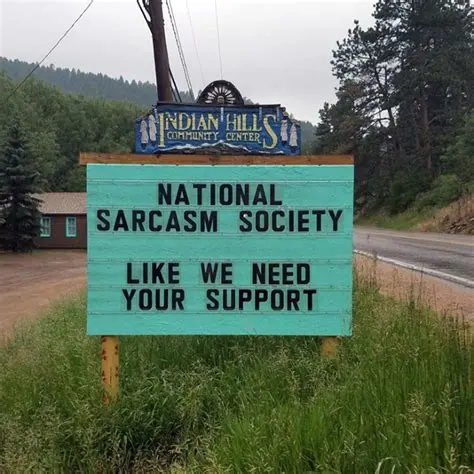 INDIAN HILLS
COMMUNITY CENTER
NATIONAL
SARCASM SOCIETY
LIKE WE NEED
YOUR SUPPORT